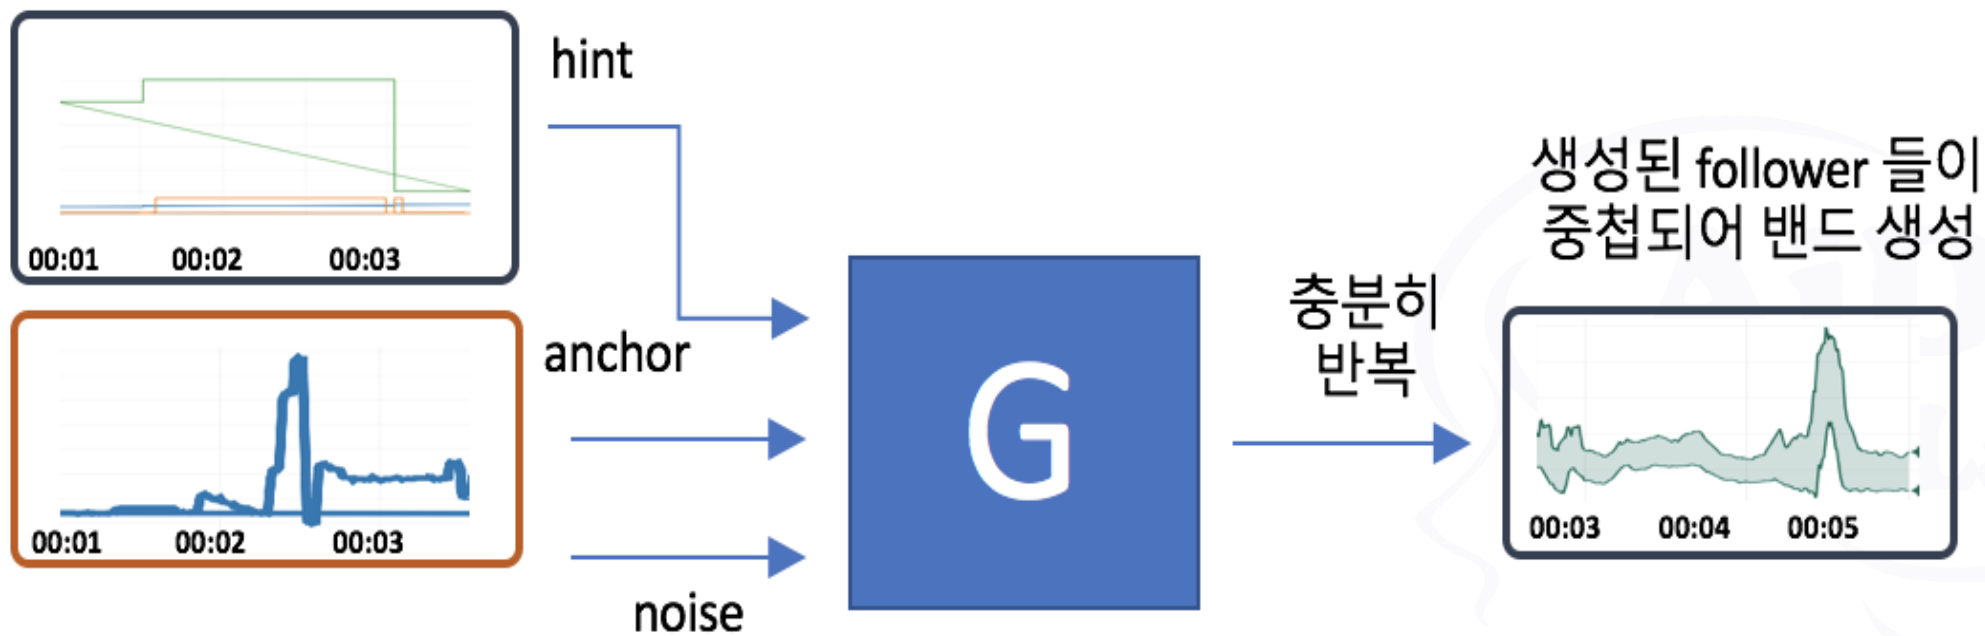 hint
00:01 00:02 00:03
anchor
00:01 00:02 00:03
noise
G
충분히
반복
생성된 follower 들이
중첩되어 밴드 생성
00:03 00:04 00:05